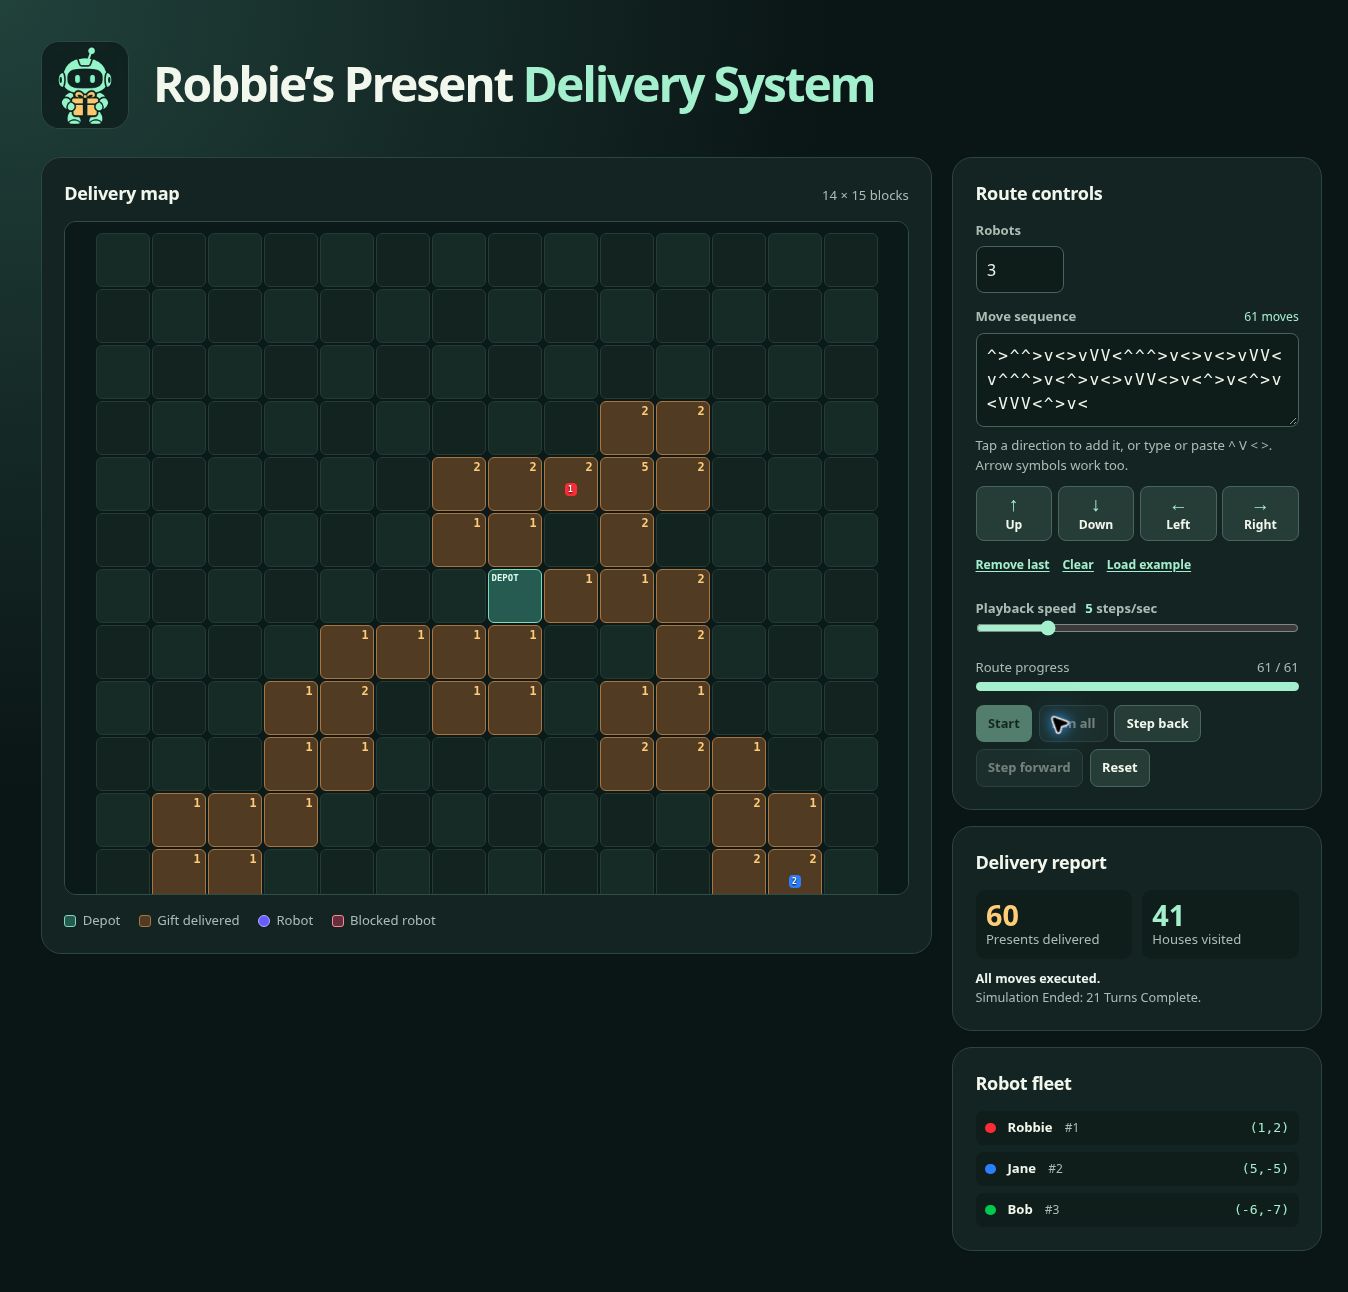 Robbie’s Present Delivery System
Delivery map
14 × 15 blocks
2 2
2 2 2 5 2
1
1 1 2
DEPOT 1 1 2
1 1 1 1 2
1 2 1 1 1 1
1 1 2 2 1
1 1 1 2 1
1 1 2 2
2
Depot
Gift delivered
Robot
Blocked robot
Route controls
Robots
3
Move sequence
61 moves
^>^^>v<>vVV<^^^>v<>v<>vVV<
v^^^>v<^>v<>vVV<>v<^>v<^>v
<VVV<^>v<
Tap a direction to add it, or type or paste ^ V < >.
Arrow symbols work too.
↑ ↓ ← →
Up Down Left Right
Remove last Clear Load example
Playback speed 5 steps/sec
Route progress 61 / 61
Start all Step back
Step forward Reset
Delivery report
60 41
Presents delivered Houses visited
All moves executed.
Simulation Ended: 21 Turns Complete.
Robot fleet
Robbie #1 (1,2)
Jane #2 (5,-5)
Bob #3 (-6,-7)